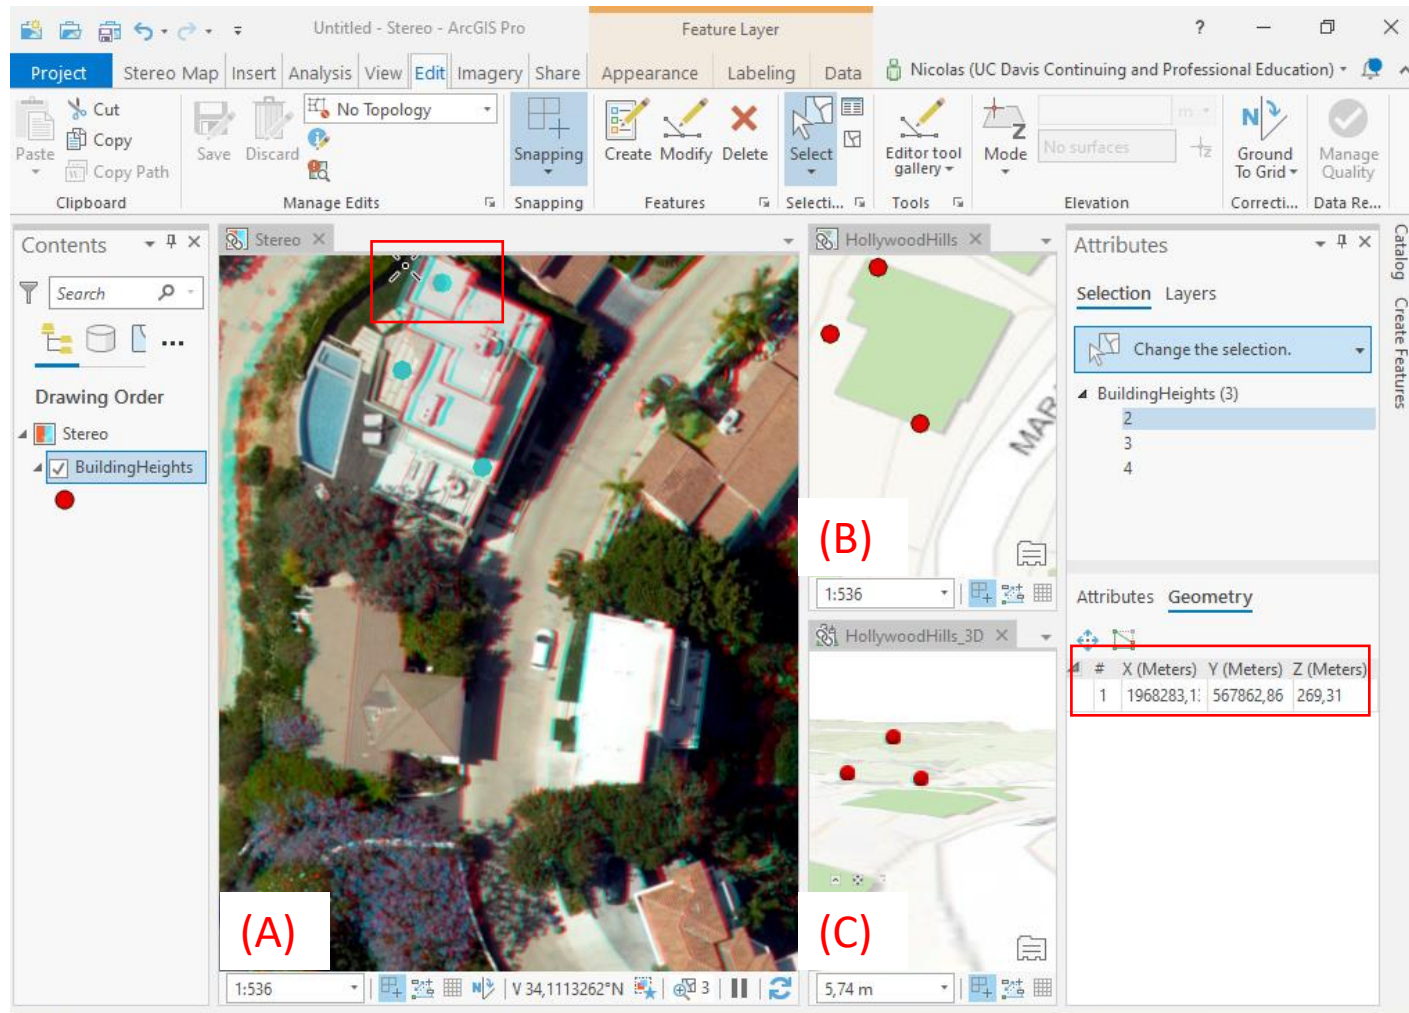 Untitled - Stereo - ArcGIS Pro
Feature Layer
?
Project
Stereo Map
Insert
Analysis
View
Edit
Imagery
Share
Appearance
Labeling
Data
Nicolas (UC Davis Continuing and Professional Education)
Paste
Cut
Copy
Copy Path
Clipboard
Save
Discard
No Topology
Manage Edits
Snapping
Snapping
Create
Modify
Delete
Features
Select
Selecti...
Editor tool
gallery
Tools
Mode
Z
m
No surfaces
Elevation
N
Ground
To Grid
Correcti...
Manage
Quality
Data Re...
Contents
Search
Drawing Order
Stereo
BuildingHeights
Stereo
(A)
1:536
V 34,1113262°N
3
HollywoodHills
MAR
(B)
1:536
HollywoodHills_3D
(C)
5,74 m
Attributes
Selection
Layers
Change the selection.
BuildingHeights (3)
2
3
4
Attributes
Geometry
# X (Meters) Y (Meters) Z (Meters)
1 1968283,1: 567862,86 269,31
Catalog
Create Features